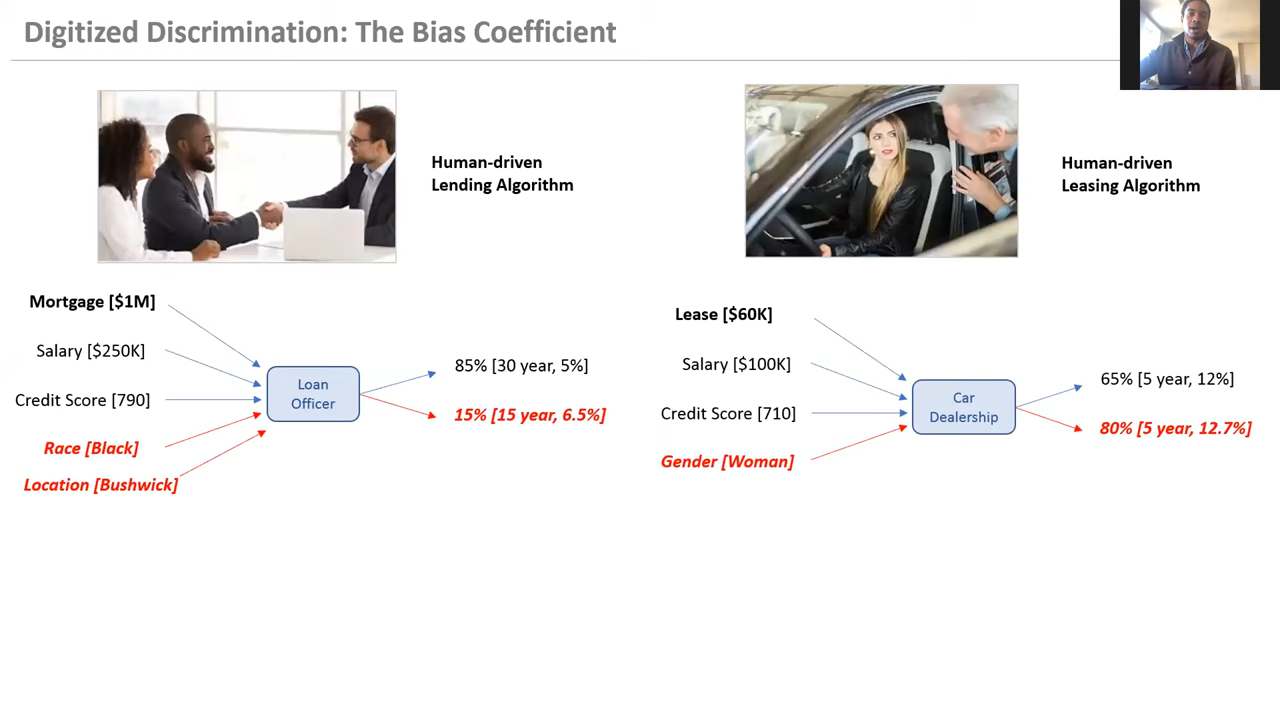 Digitized Discrimination: The Bias Coefficient
Human-driven
Lending Algorithm
Mortgage [$1M]
Salary [$250K]
Credit Score [790]
Race [Black]
Location [Bushwick]
Loan
Officer
85% [30 year, 5%]
15% [15 year, 6.5%]
Human-driven
Leasing Algorithm
Lease [$60K]
Salary [$100K]
Credit Score [710]
Gender [Woman]
Car
Dealership
65% [5 year, 12%]
80% [5 year, 12.7%]